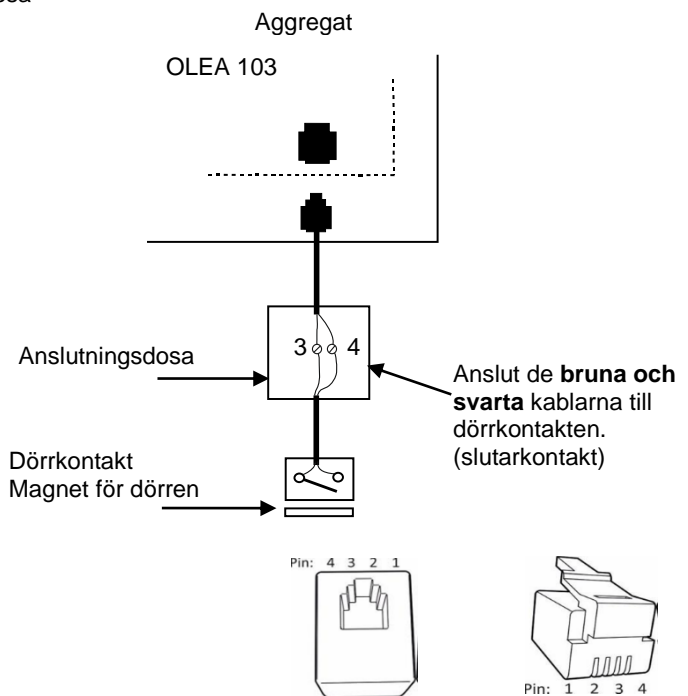 Aggregat
OLEA 103
3 4
Anslutningsdosa
Anslut de bruna och
svarta kablarna till
dörrkontakten.
(slutarkontakt)
Dörrkontakt
Magnet för dörren
Pin: 4 3 2 1
Pin: 1 2 3 4